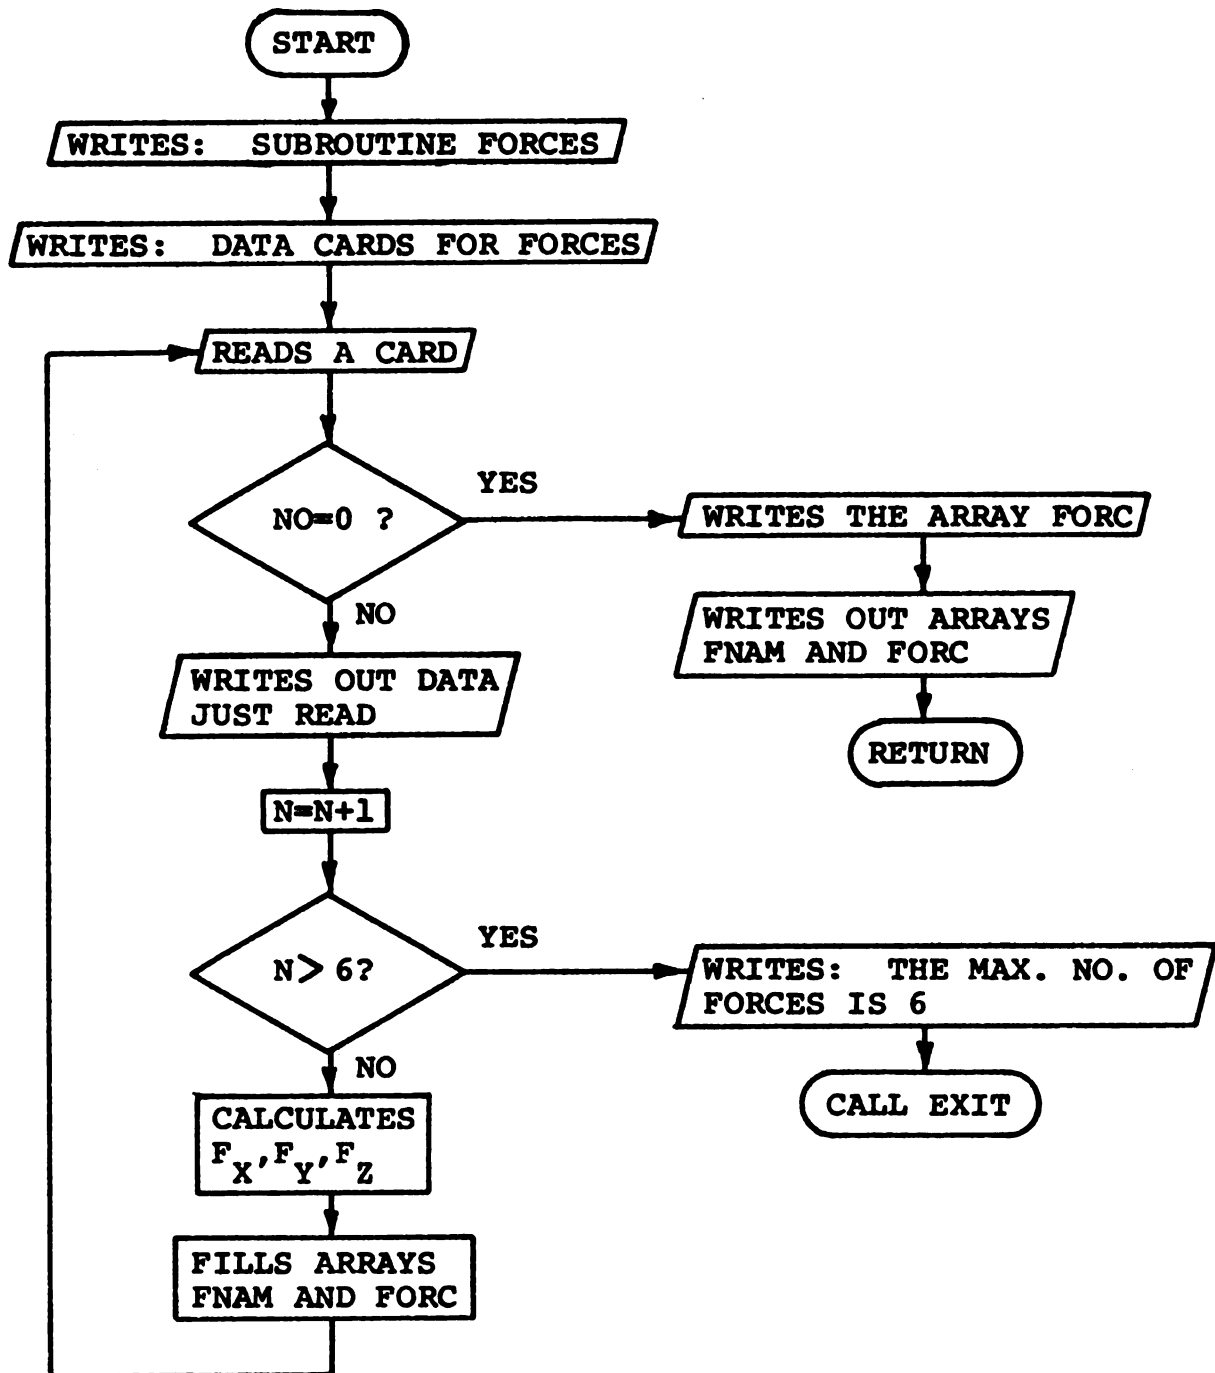 START
WRITES: SUBROUTINE FORCES
WRITES: DATA CARDS FOR FORCES
READS A CARD
NO=0 ?
YES
WRITES THE ARRAY FORC
WRITES OUT ARRAYS
FNAM AND FORC
RETURN
NO
WRITES OUT DATA
JUST READ
N=N+1
N>6?
YES
WRITES: THE MAX. NO. OF
FORCES IS 6
CALL EXIT
NO
CALCULATES
FX,FY,FZ
FILLS ARRAYS
FNAM AND FORC